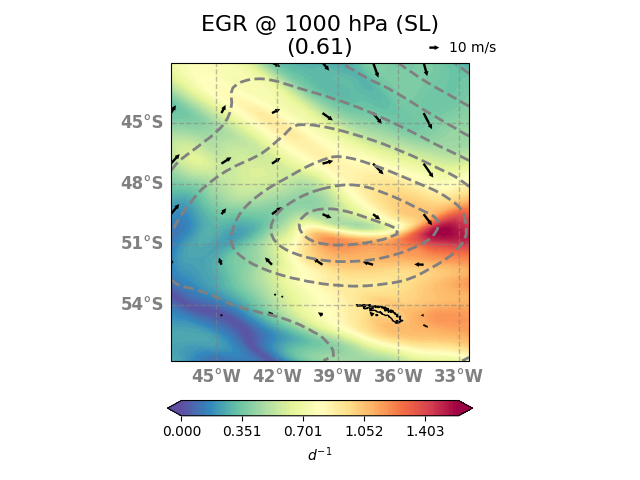 EGR @ 1000 hPa (SL)
(0.61)
10 m/s
45°S
48°S
51°S
54°S
45°W 42°W 39°W 36°W 33°W
0.000 0.351 0.701 1.052 1.403
d⁻¹